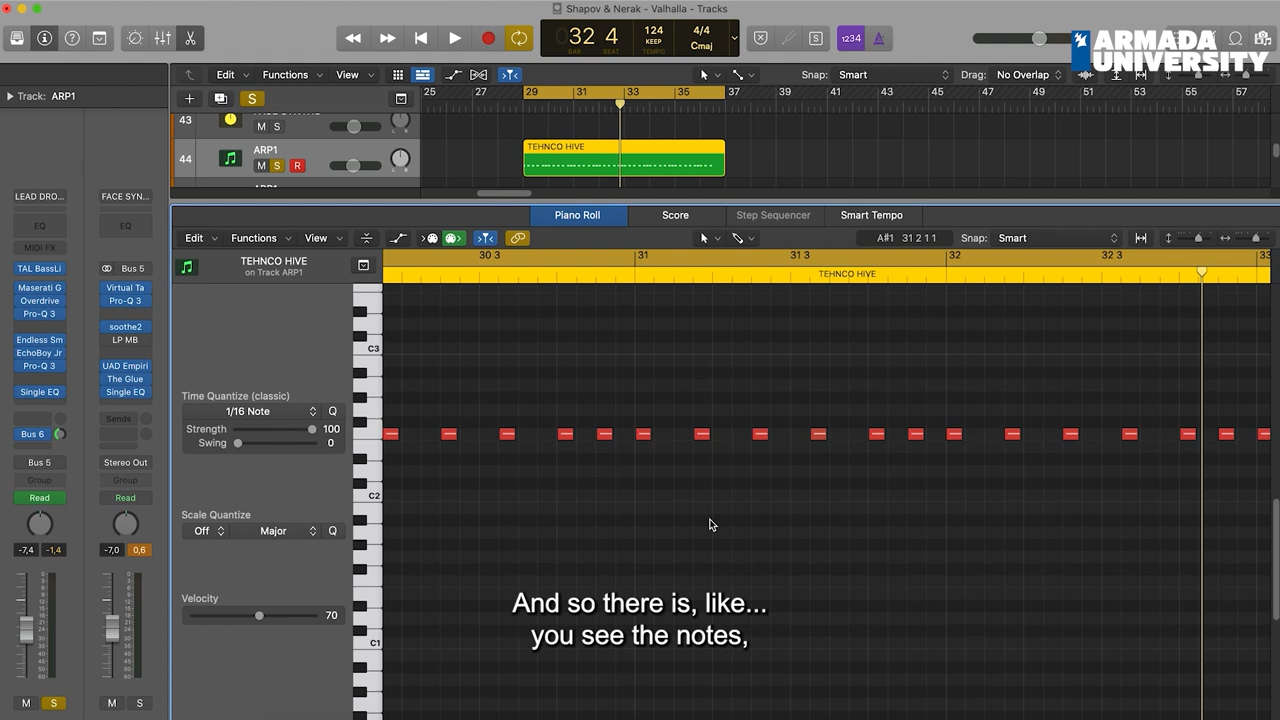 Shapov & Nerak - Valhalla - Tracks
32 4
BAR BEAT
124
KEEP
TEMPO
4/4
Cmaj
1234
ARMADA
UNIVERSITY
Track: ARP1
Edit Functions View
Snap: Smart
Drag: No Overlap
25 27 29 31 33 35 37 39 41 43 45 47 49 51 53 55 57
43
M S
44
ARP1
M S R
TEHNCO HIVE
Piano Roll Score Step Sequencer Smart Tempo
Edit Functions View
A#1 31 2 1 1
Snap: Smart
TEHNCO HIVE
on Track ARP1
30 3 31 31 3 32 32 3 33
TEHNCO HIVE
C3
C2
C1
Time Quantize (classic)
1/16 Note Q
Strength 100
Swing 0
Scale Quantize
Off Major Q
Velocity
70
LEAD DRO...
EQ
MIDI FX
TAL BassLi
Maserati G
Overdrive
Pro-Q 3
Endless Sm
EchoBoy Jr
Pro-Q 3
Single EQ
Bus 6
Bus 5
Group
Read
-7,4 -1,4
M S
FACE SYN...
EQ
Bus 5
Virtual Ta
Pro-Q 3
soothe2
LP MB
UAD Empiri
The Glue
Single EQ
Sends
Stereo Out
Group
Read
-7,0 0,6
M S
And so there is, like...
you see the notes,